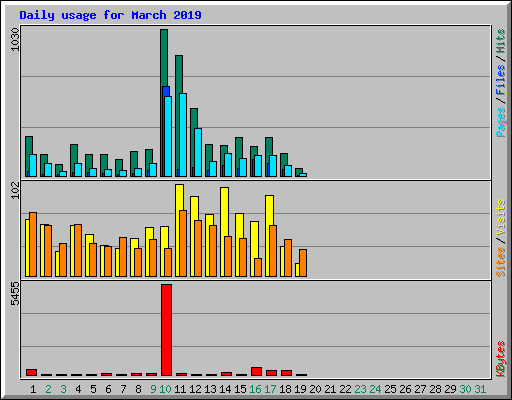 Daily usage for March 2019
1030
Pages / Files / Hits
102
Sites / Visits
5455
KBytes
1 2 3 4 5 6 7 8 9 10 11 12 13 14 15 16 17 18 19 20 21 22 23 24 25 26 27 28 29 30 31